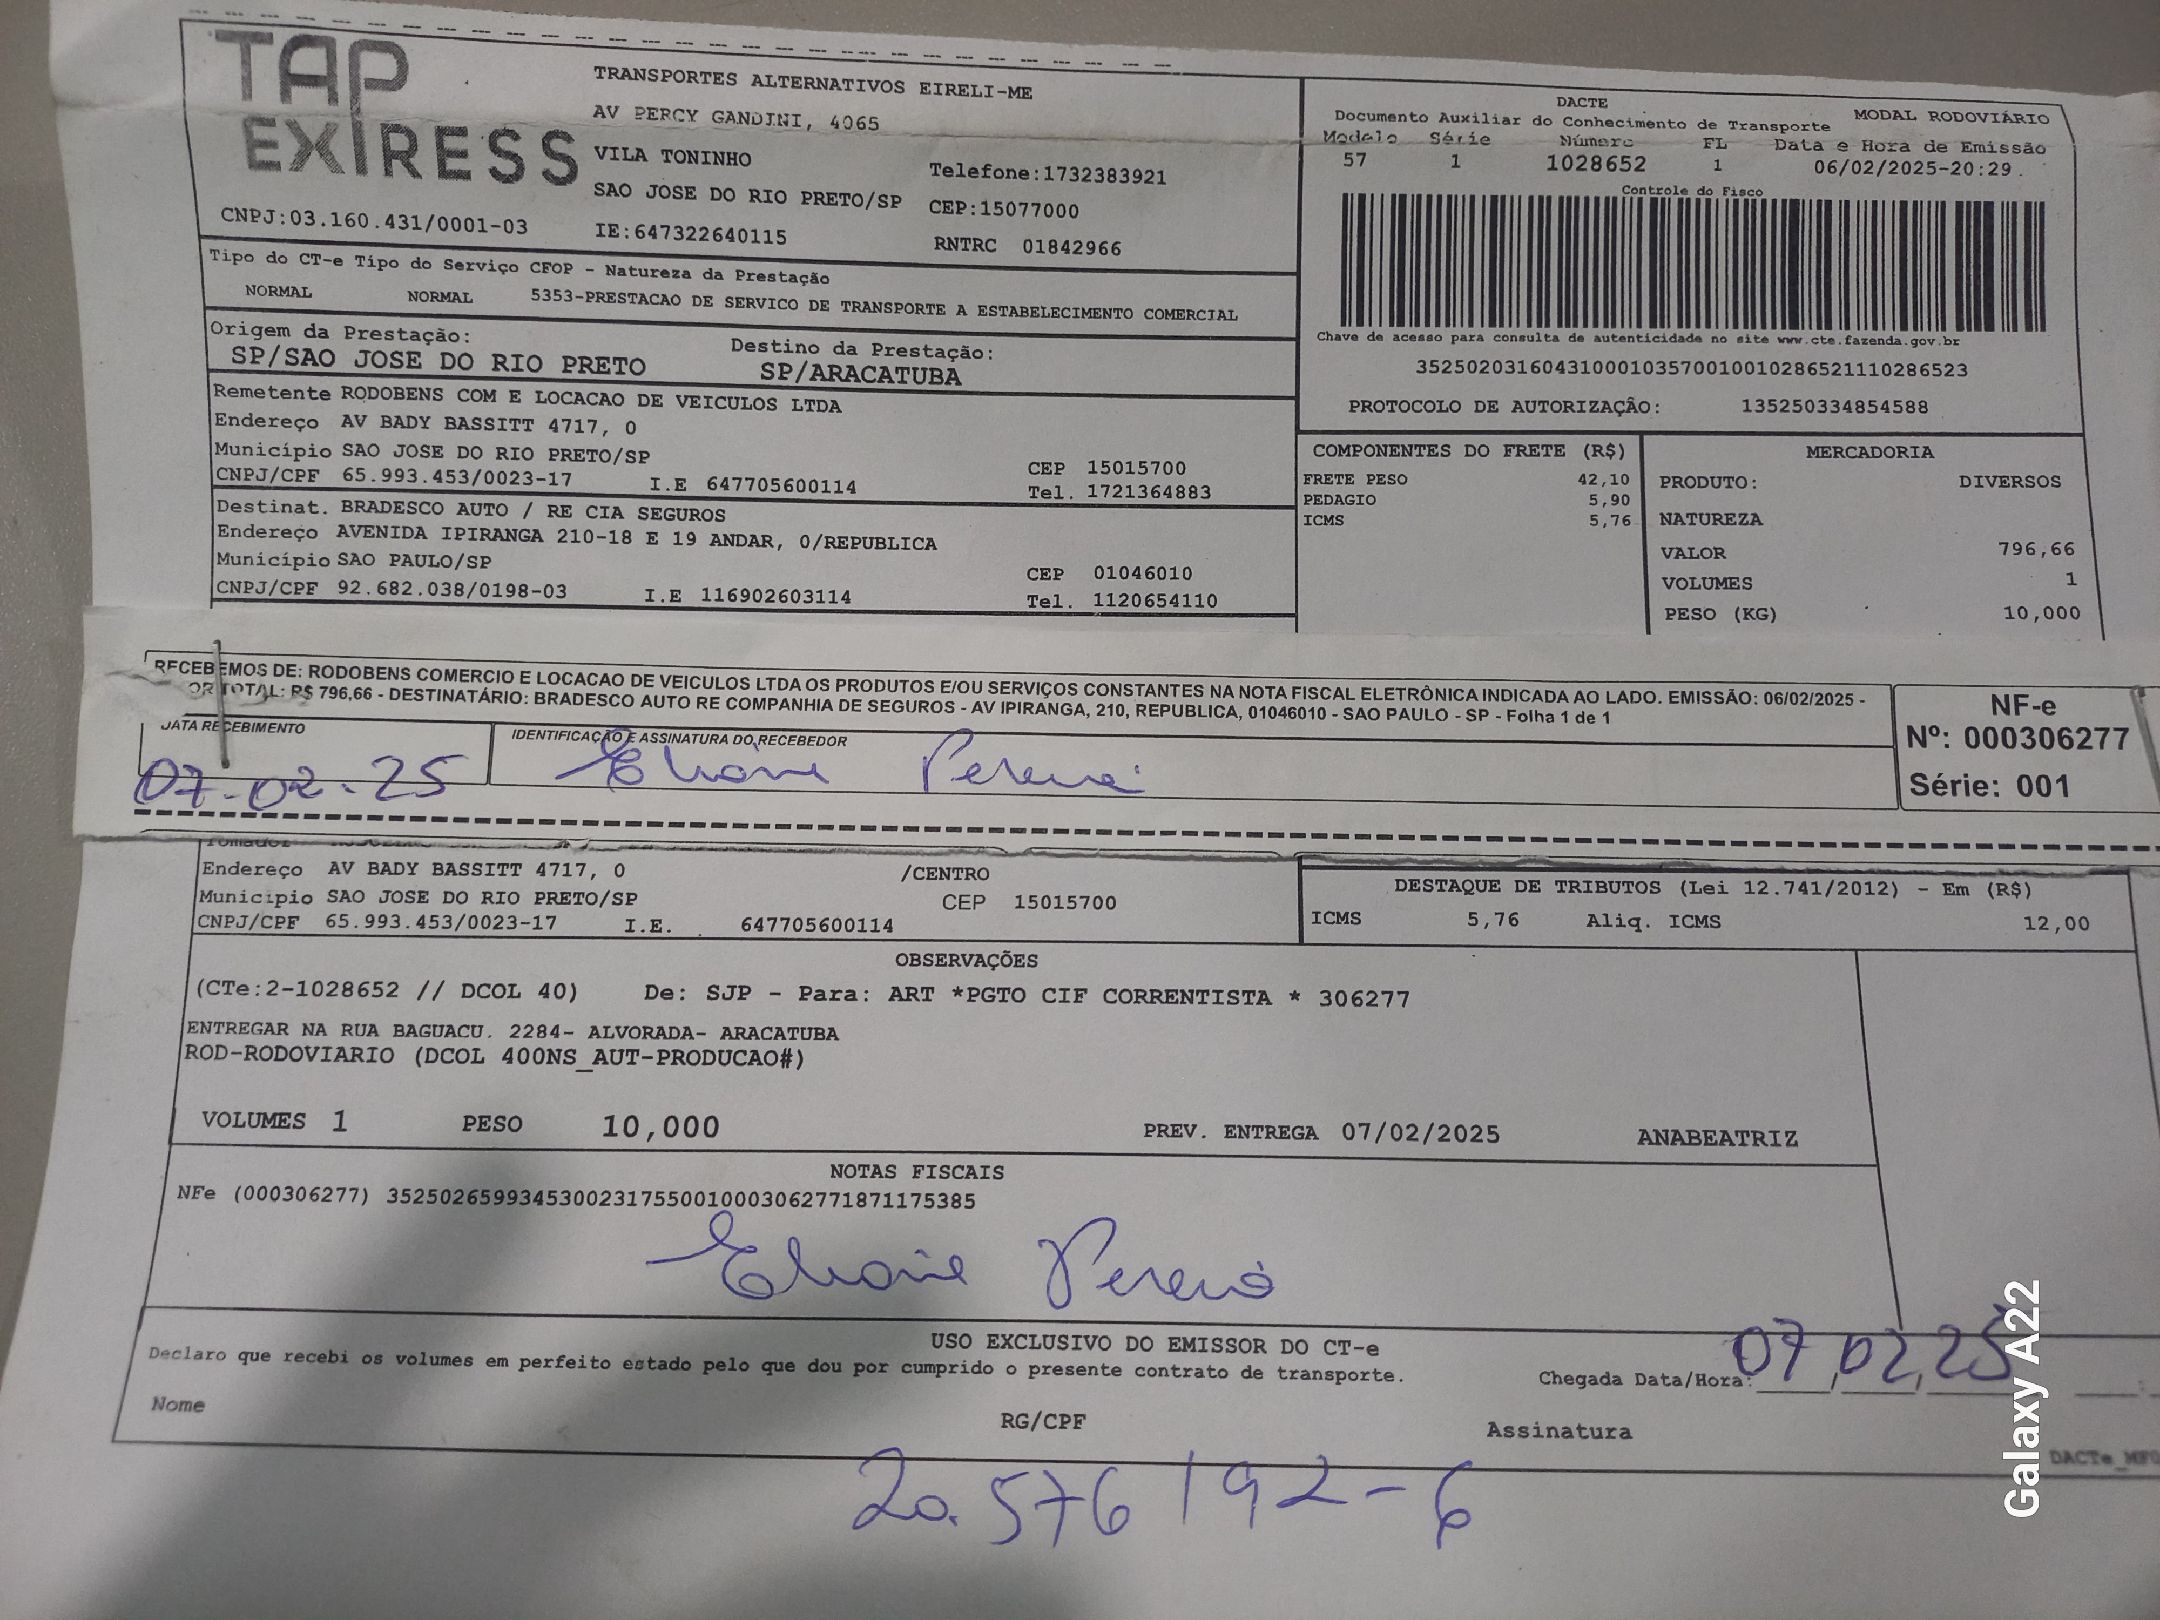 TAP
EXPRESS
TRANSPORTES ALTERNATIVOS EIRELI-ME
AV PERCY GANDINI, 4065
VILA TONINHO
Telefone:1732383921
SAO JOSE DO RIO PRETO/SP
CEP:15077000
CNPJ:03.160.431/0001-03
IE:647322640115
RNTRC 01842966
DACTE
MODAL RODOVIÁRIO
Documento Auxiliar do Conhecimento de Transporte
Modelo Série Número FL Data e Hora de Emissão
57 1 1028652 1 06/02/2025-20:29
Controle do Fisco
Chave de acesso para consulta de autenticidade no site www.cte.fazenda.gov.br
35250203160431000103570010010286521110286523
PROTOCOLO DE AUTORIZAÇÃO: 135250334854588
Tipo do CT-e Tipo do Serviço CFOP - Natureza da Prestação
NORMAL NORMAL 5353-PRESTACAO DE SERVICO DE TRANSPORTE A ESTABELECIMENTO COMERCIAL
Origem da Prestação:
SP/SAO JOSE DO RIO PRETO
Destino da Prestação:
SP/ARACATUBA
Remetente RODOBENS COM E LOCACAO DE VEICULOS LTDA
Endereço AV BADY BASSITT 4717, 0
Município SAO JOSE DO RIO PRETO/SP
CEP 15015700
CNPJ/CPF 65.993.453/0023-17 I.E 647705600114 Tel. 1721364883
Destinat. BRADESCO AUTO / RE CIA SEGUROS
Endereço AVENIDA IPIRANGA 210-18 E 19 ANDAR, 0/REPUBLICA
Município SAO PAULO/SP
CEP 01046010
CNPJ/CPF 92.682.038/0198-03 I.E 116902603114 Tel. 1120654110
COMPONENTES DO FRETE (R$)
FRETE PESO 42,10
PEDAGIO 5,90
ICMS 5,76
MERCADORIA
PRODUTO: DIVERSOS
NATUREZA
VALOR 796,66
VOLUMES 1
PESO (KG) 10,000
RECEBEMOS DE: RODOBENS COMERCIO E LOCACAO DE VEICULOS LTDA OS PRODUTOS E/OU SERVIÇOS CONSTANTES NA NOTA FISCAL ELETRÔNICA INDICADA AO LADO. EMISSÃO: 06/02/2025 -
OR TOTAL: R$ 796,66 - DESTINATÁRIO: BRADESCO AUTO RE COMPANHIA DE SEGUROS - AV IPIRANGA, 210, REPUBLICA, 01046010 - SAO PAULO - SP - Folha 1 de 1
DATA RECEBIMENTO
IDENTIFICAÇÃO E ASSINATURA DO RECEBEDOR
07-02-25
Eliane Pereira
NF-e
Nº: 000306277
Série: 001
Tomador
Endereço AV BADY BASSITT 4717, 0 /CENTRO
Município SAO JOSE DO RIO PRETO/SP CEP 15015700
CNPJ/CPF 65.993.453/0023-17 I.E. 647705600114
DESTAQUE DE TRIBUTOS (Lei 12.741/2012) - Em (R$)
ICMS 5,76 Aliq. ICMS 12,00
OBSERVAÇÕES
(CTe:2-1028652 // DCOL 40) De: SJP - Para: ART *PGTO CIF CORRENTISTA * 306277
ENTREGAR NA RUA BAGUACU. 2284- ALVORADA- ARACATUBA
ROD-RODOVIARIO (DCOL 400NS_AUT-PRODUCAO#)
VOLUMES 1 PESO 10,000 PREV. ENTREGA 07/02/2025 ANABEATRIZ
NOTAS FISCAIS
NFe (000306277) 35250265993453002317550010003062771871175385
Eliane Pereira
USO EXCLUSIVO DO EMISSOR DO CT-e
Declaro que recebi os volumes em perfeito estado pelo que dou por cumprido o presente contrato de transporte.
Chegada Data/Hora: 07,02,25
Nome RG/CPF Assinatura
20.576192-6
Galaxy A22